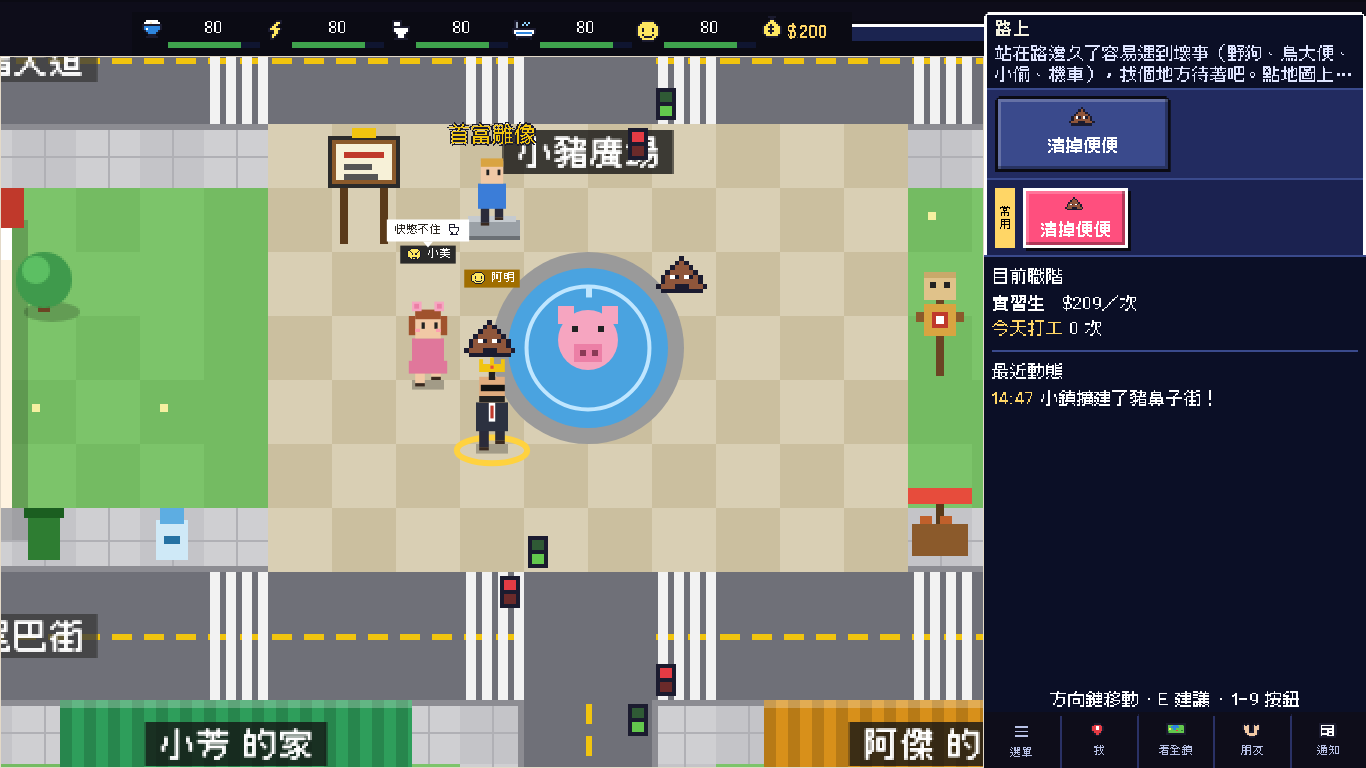 80
80
80
80
80
$200
路上
站在路邊久了容易遇到壞事（野狗、鳥大便、
小偷、機車），找個地方待著吧。點地圖上…
清掉便便
常用
清掉便便
目前職階
實習生 $209／次
今天打工 0 次
最近動態
14:47 小鎮擴建了豬鼻子街！
方向鍵移動·E 建議·1-9 按鈕
選單
我
看全鎮
朋友
通知
首富雕像
小豬廣場
快憋不住
小美
阿明
尾巴街
小芳 的家
阿傑 的